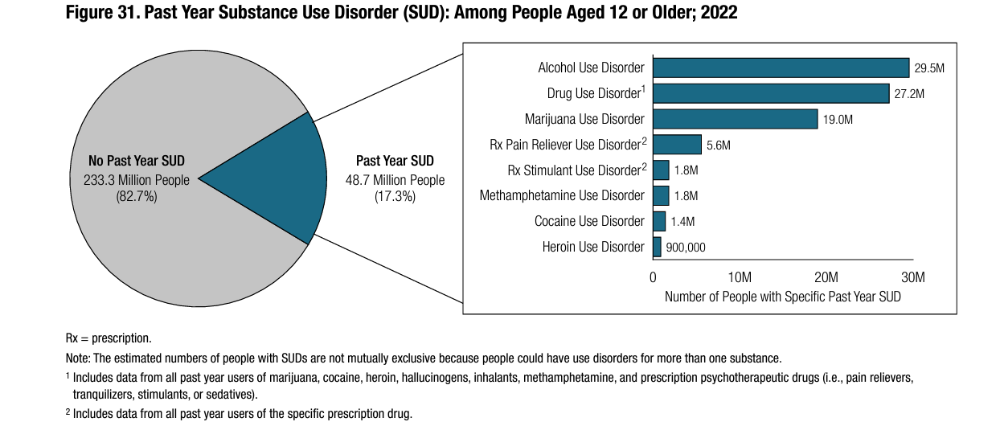 Figure 31. Past Year Substance Use Disorder (SUD): Among People Aged 12 or Older; 2022
No Past Year SUD
233.3 Million People
(82.7%)
Past Year SUD
48.7 Million People
(17.3%)
Alcohol Use Disorder 29.5M
Drug Use Disorder¹ 27.2M
Marijuana Use Disorder 19.0M
Rx Pain Reliever Use Disorder² 5.6M
Rx Stimulant Use Disorder² 1.8M
Methamphetamine Use Disorder 1.8M
Cocaine Use Disorder 1.4M
Heroin Use Disorder 900,000
0 10M 20M 30M
Number of People with Specific Past Year SUD
Rx = prescription.
Note: The estimated numbers of people with SUDs are not mutually exclusive because people could have use disorders for more than one substance.
¹ Includes data from all past year users of marijuana, cocaine, heroin, hallucinogens, inhalants, methamphetamine, and prescription psychotherapeutic drugs (i.e., pain relievers,
tranquilizers, stimulants, or sedatives).
² Includes data from all past year users of the specific prescription drug.